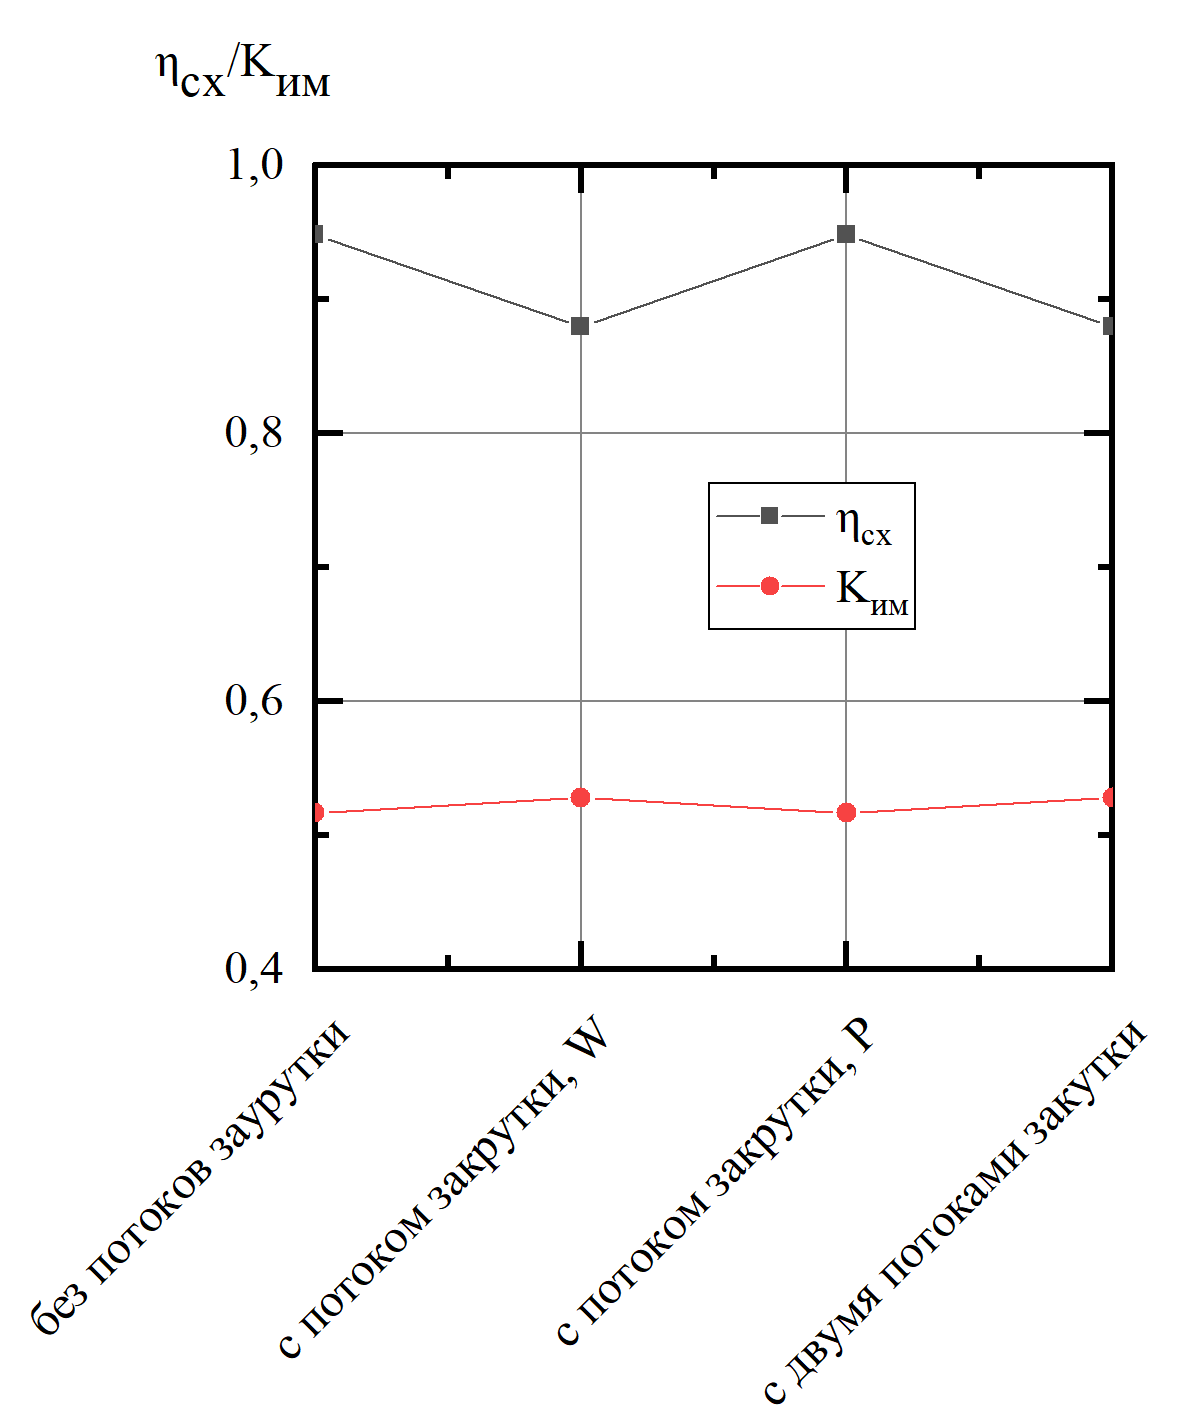 ηсх/Kим
1,0
0,8
0,6
0,4
ηсх
Kим
без потоков заурутки
с потоком закрутки, W
с потоком закрутки, P
с двумя потоками закутки